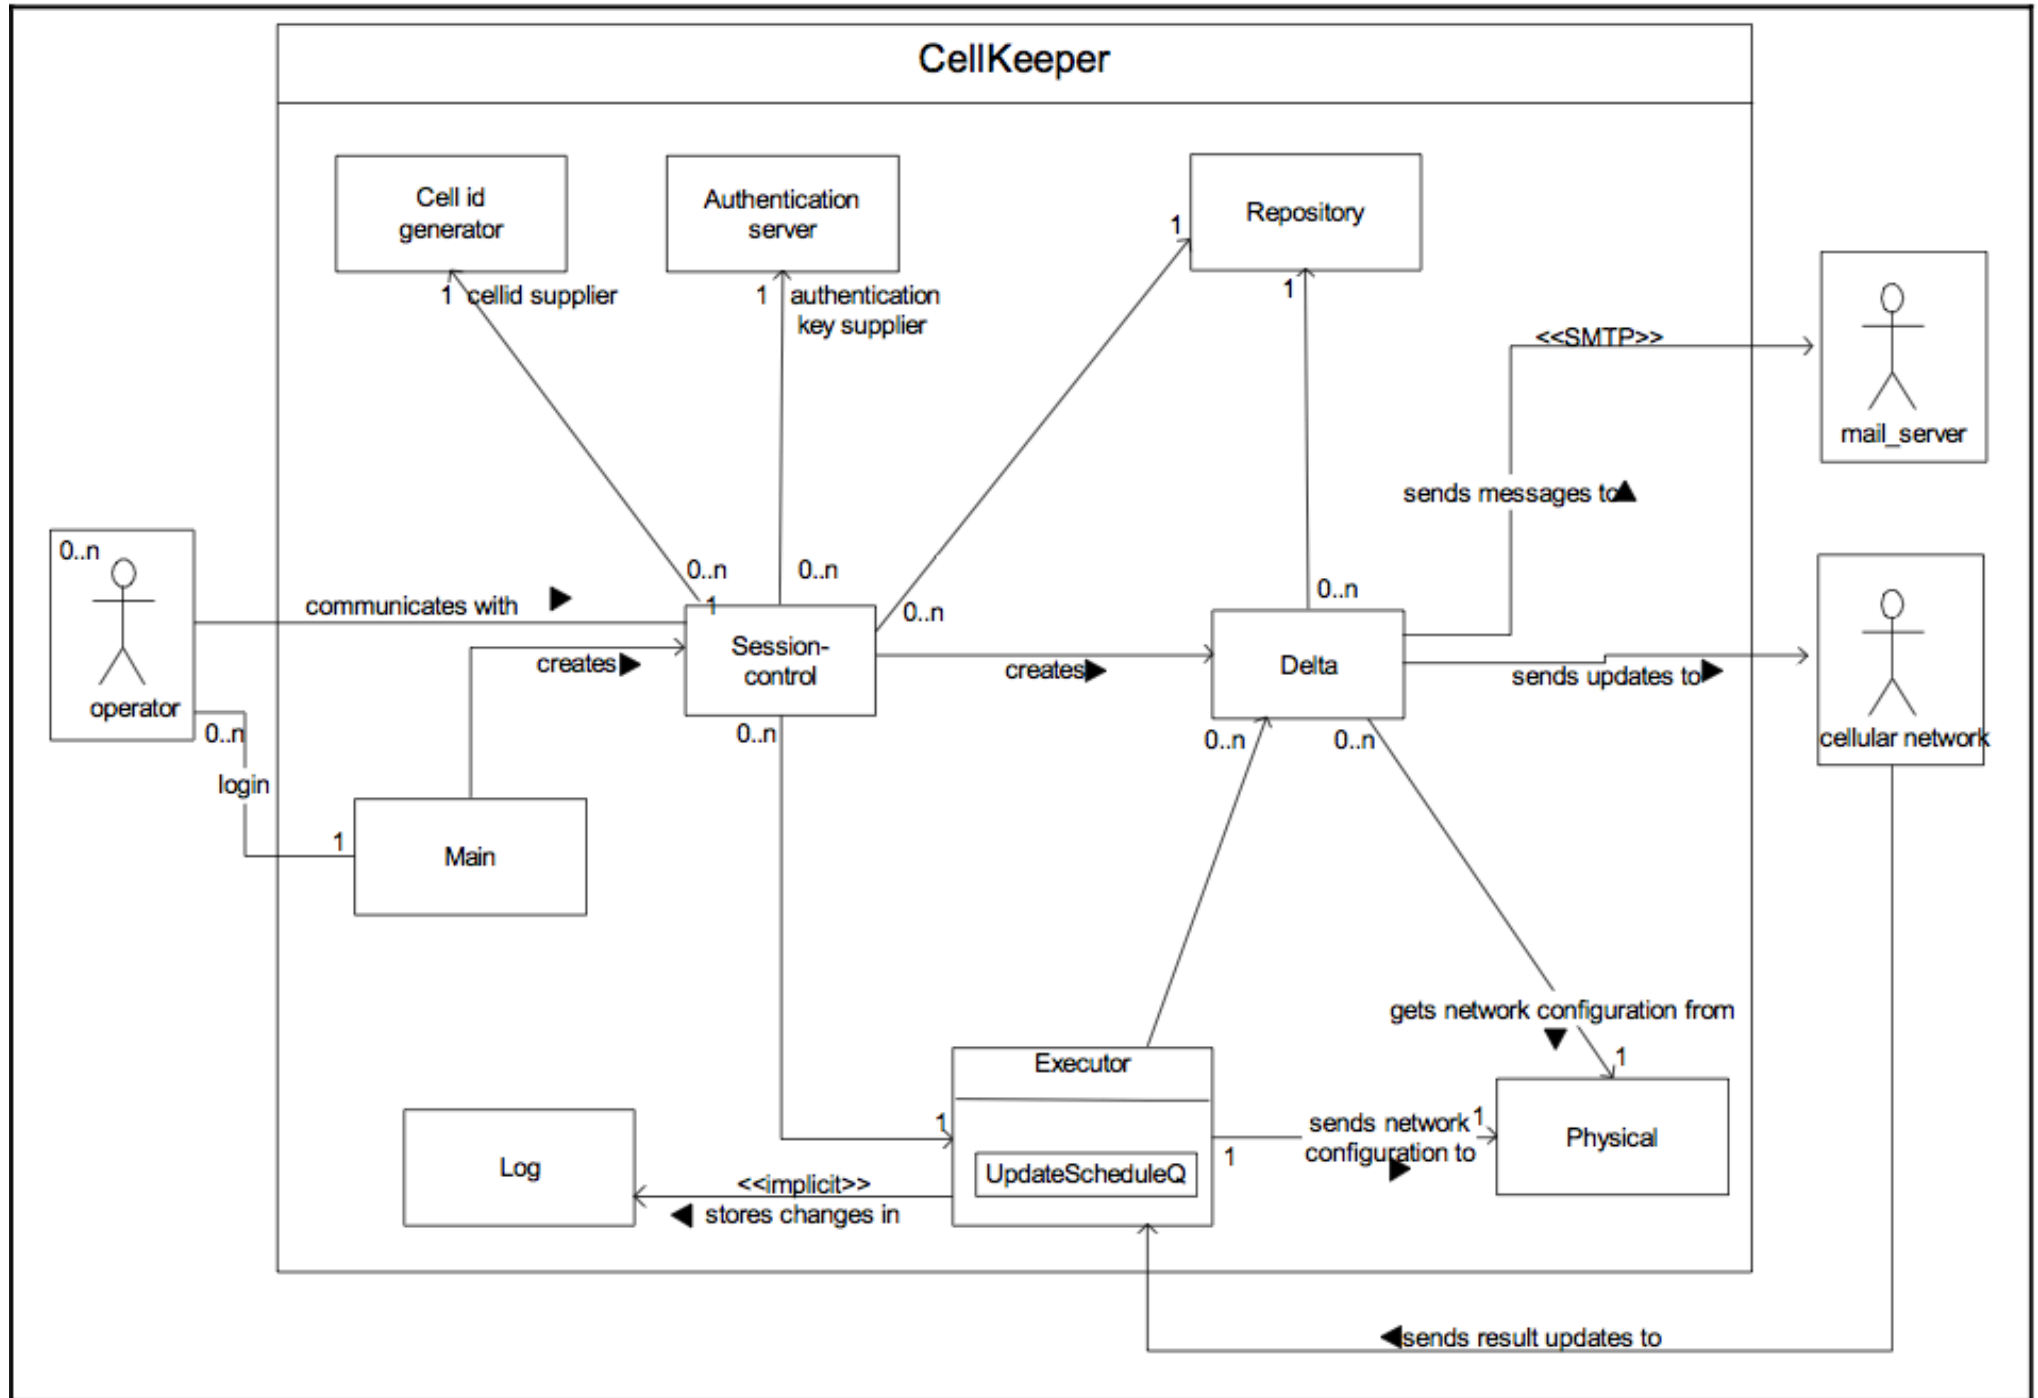 CellKeeper
Cell id
generator
Authentication
server
Repository
1
1 cellid supplier
1 authentication
key supplier
1
<<SMTP>>
mail_server
sends messages to
0..n
operator
communicates with
0..n
0..n
1
0..n
0..n
Session-
control
creates
creates
Delta
sends updates to
cellular network
0..n
login
0..n
0..n
0..n
1
Main
gets network configuration from
1
Executor
UpdateScheduleQ
1
1
sends network
configuration to
1
Physical
Log
<<implicit>>
stores changes in
sends result updates to